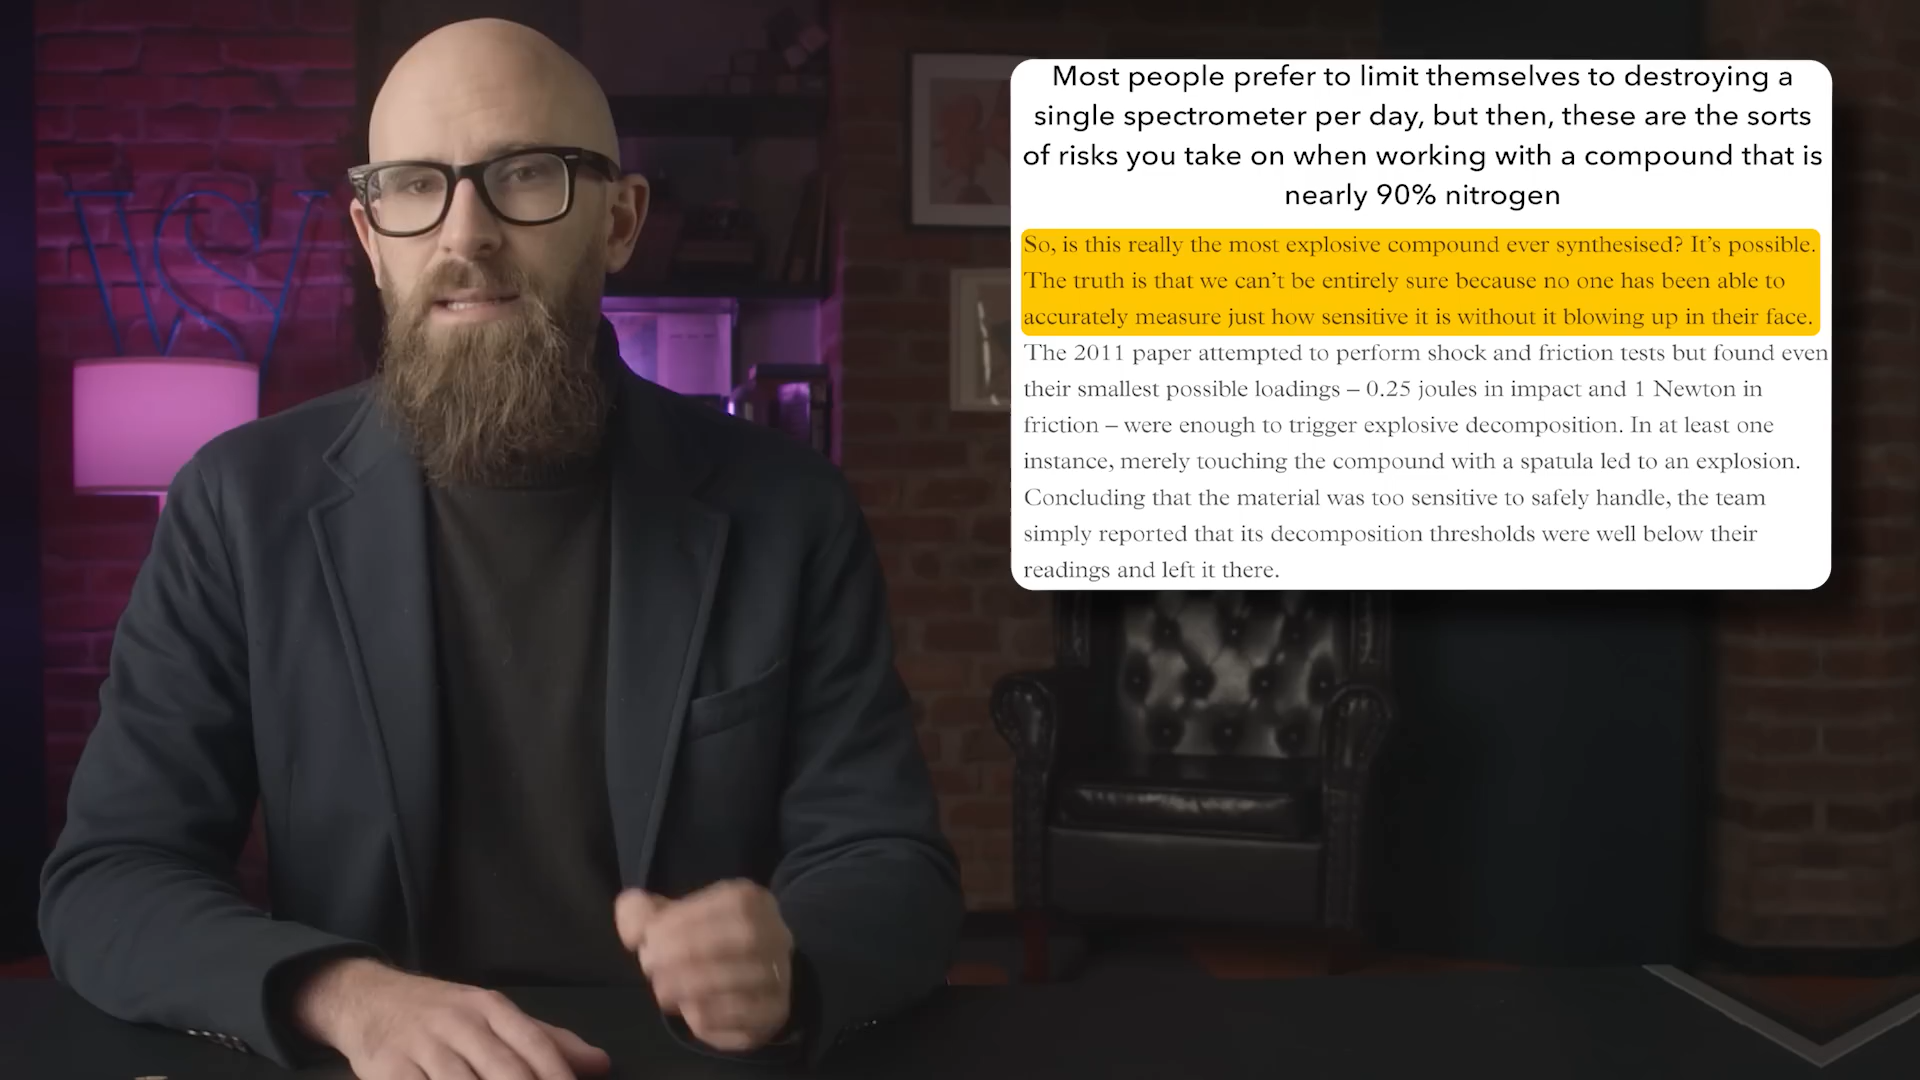 Most people prefer to limit themselves to destroying a
single spectrometer per day, but then, these are the sorts
of risks you take on when working with a compound that is
nearly 90% nitrogen
So, is this really the most explosive compound ever synthesised? It’s possible.
The truth is that we can’t be entirely sure because no one has been able to
accurately measure just how sensitive it is without it blowing up in their face.
The 2011 paper attempted to perform shock and friction tests but found even
their smallest possible loadings – 0.25 joules in impact and 1 Newton in
friction – were enough to trigger explosive decomposition. In at least one
instance, merely touching the compound with a spatula led to an explosion.
Concluding that the material was too sensitive to safely handle, the team
simply reported that its decomposition thresholds were well below their
readings and left it there.